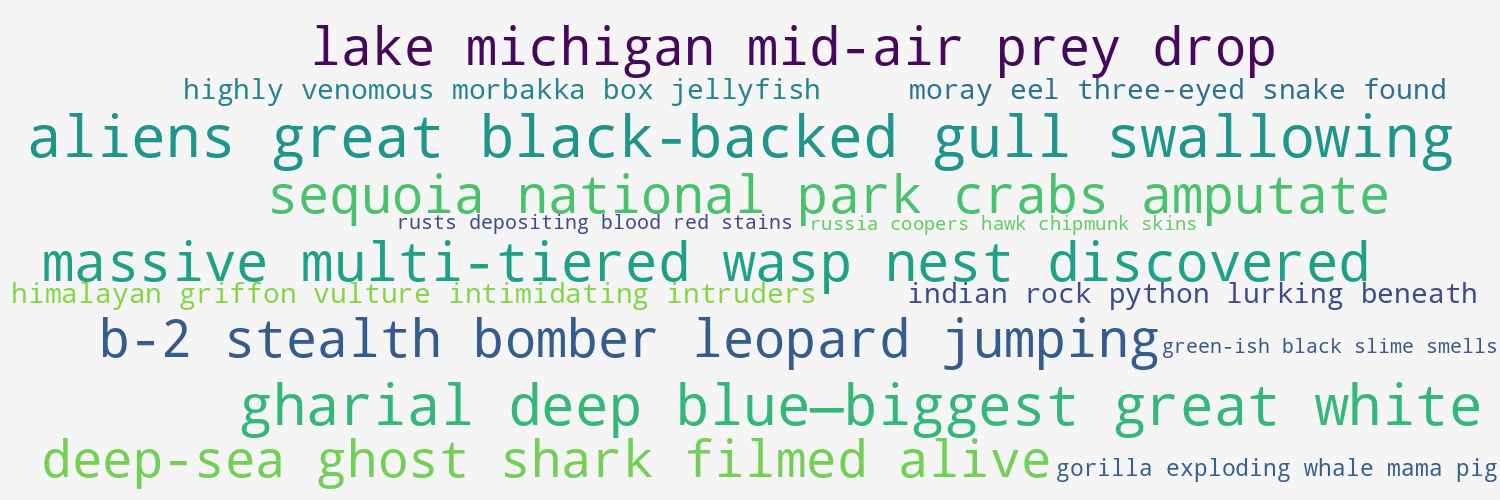 lake michigan mid-air prey drop
highly venomous morbakka box jellyfish
moray eel three-eyed snake found
aliens great black-backed gull swallowing
sequoia national park crabs amputate
rusts depositing blood red stains
russia coopers hawk chipmunk skins
massive multi-tiered wasp nest discovered
himalayan griffon vulture intimidating intruders
indian rock python lurking beneath
b-2 stealth bomber leopard jumping
green-ish black slime smells
gharial deep blue—biggest great white
deep-sea ghost shark filmed alive
gorilla exploding whale mama pig